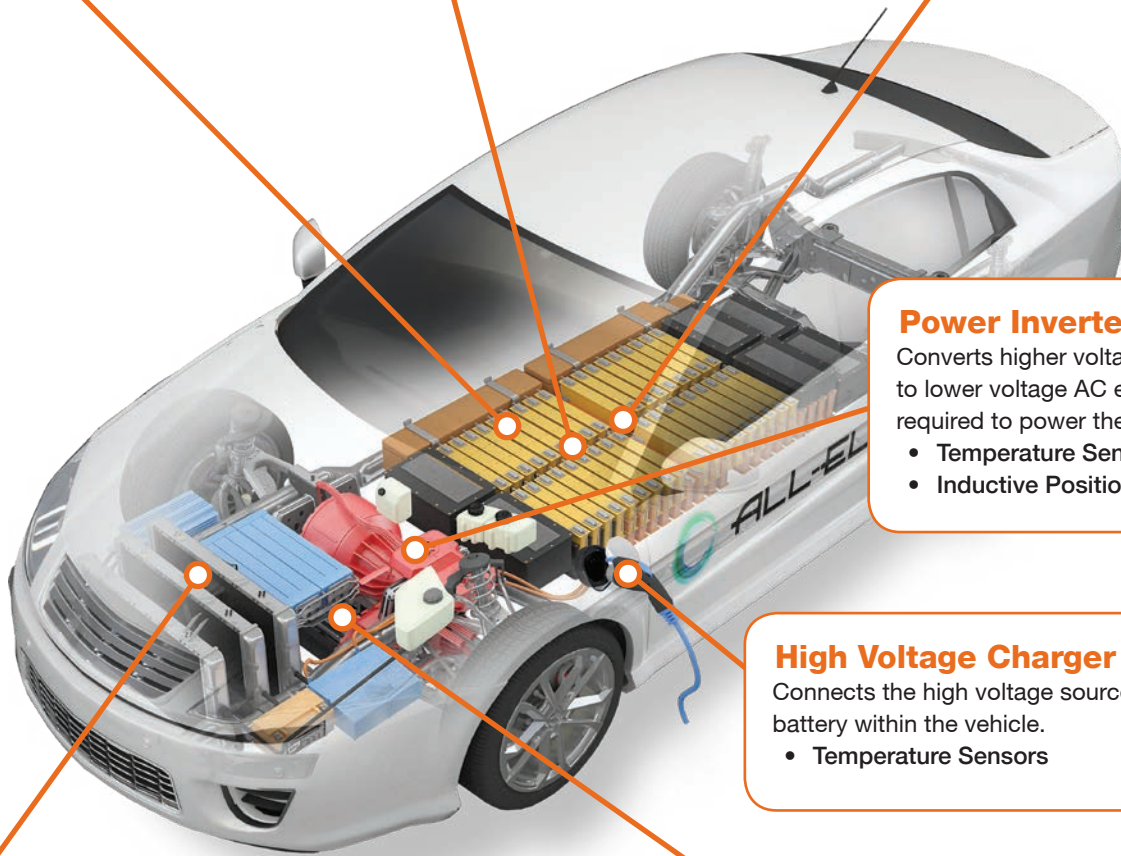 Power Inverte
Converts higher volta
to lower voltage AC e
required to power the
• Temperature Sen
• Inductive Positio
ALL-EL
High Voltage Charger
Connects the high voltage source
battery within the vehicle.
• Temperature Sensors